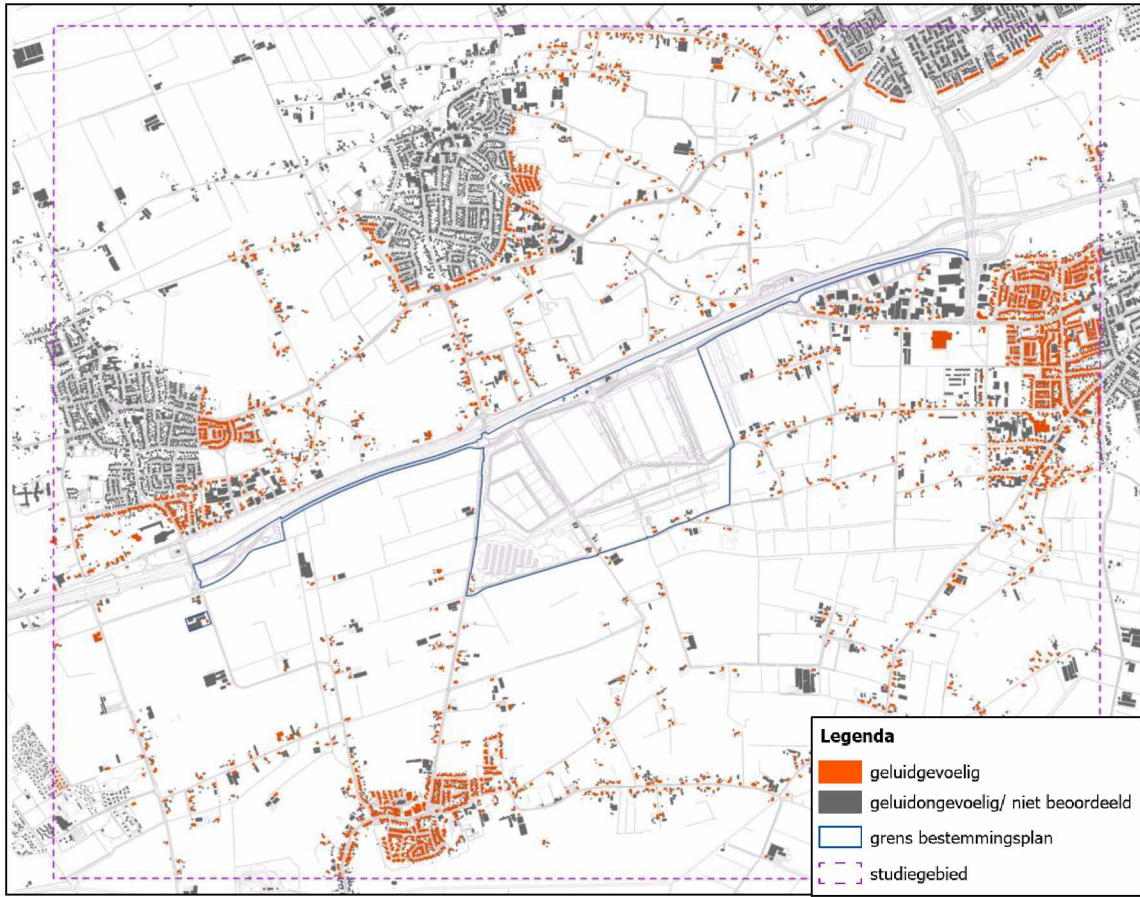 Legenda
geluidgevoelig
geluidongevoelig/ niet beoordeeld
grens bestemmingsplan
studiegebied